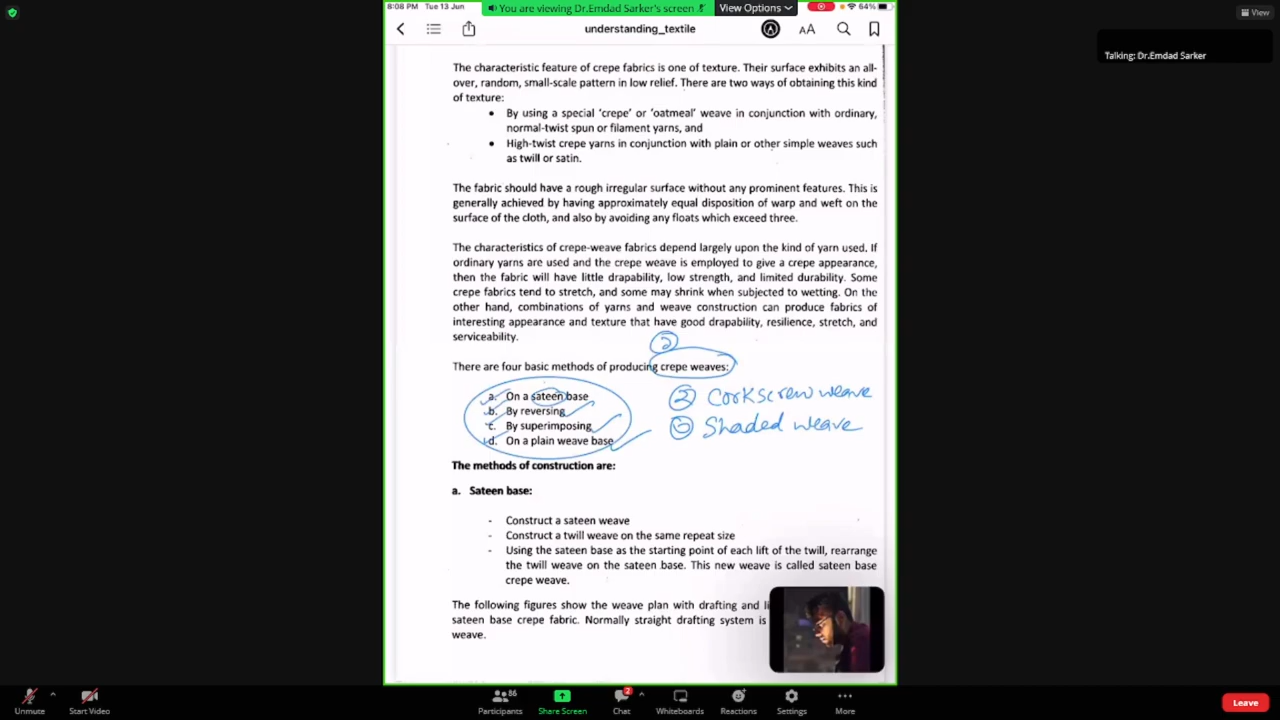 8:08 PM Tue 13 Jun
You are viewing Dr.Emdad Sarker's screen
View Options
64%
View
understanding_textile
AA
Talking: Dr.Emdad Sarker
The characteristic feature of crepe fabrics is one of texture. Their surface exhibits an all-
over, random, small-scale pattern in low relief. There are two ways of obtaining this kind
of texture:
• By using a special ‘crepe’ or ‘oatmeal’ weave in conjunction with ordinary,
normal-twist spun or filament yarns, and
• High-twist crepe yarns in conjunction with plain or other simple weaves such
as twill or satin.
The fabric should have a rough irregular surface without any prominent features. This is
generally achieved by having approximately equal disposition of warp and weft on the
surface of the cloth, and also by avoiding any floats which exceed three.
The characteristics of crepe-weave fabrics depend largely upon the kind of yarn used. If
ordinary yarns are used and the crepe weave is employed to give a crepe appearance,
then the fabric will have little drapability, low strength, and limited durability. Some
crepe fabrics tend to stretch, and some may shrink when subjected to wetting. On the
other hand, combinations of yarns and weave construction can produce fabrics of
interesting appearance and texture that have good drapability, resilience, stretch, and
serviceability.
There are four basic methods of producing crepe weaves:
a. On a sateen base
b. By reversing
c. By superimposing
d. On a plain weave base
② Corkscrew weave
Shaded weave
The methods of construction are:
a. Sateen base:
- Construct a sateen weave
- Construct a twill weave on the same repeat size
- Using the sateen base as the starting point of each lift of the twill, rearrange
the twill weave on the sateen base. This new weave is called sateen base
crepe weave.
The following figures show the weave plan with drafting and li
sateen base crepe fabric. Normally straight drafting system is
weave.
Unmute
Start Video
86
Participants
Share Screen
2
Chat
Whiteboards
Reactions
Settings
More
Leave